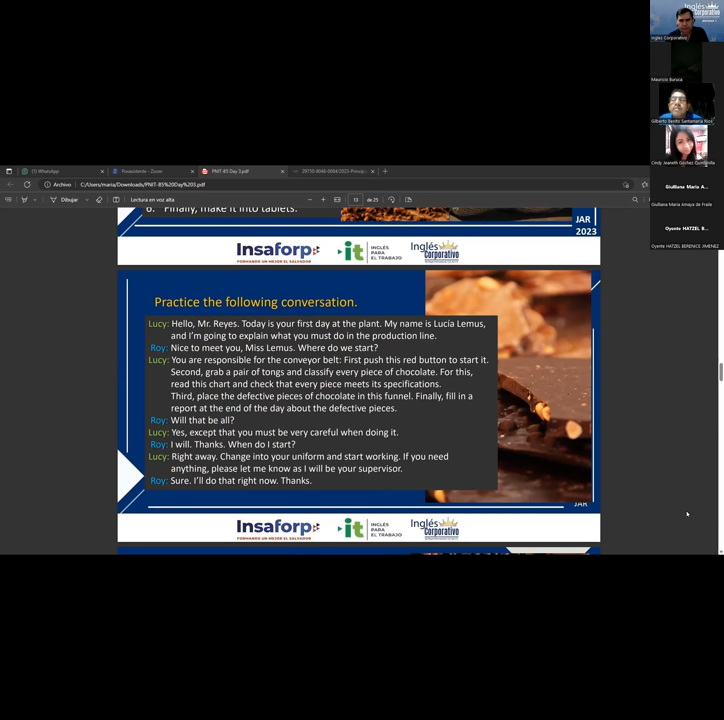 Inglés
Corporativo
Inglés Corporativo
Mauricio Buruca
Gilberto Benito Santamaria Rios
Cindy Jeaneth Gochez Quintanilla
Giulliana Maria A...
Giulliana Maria Amaya de Fraile
Oyente HATZEL B...
Oyente HATZEL BERENICE JIMENEZ
(1) WhatsApp
Posasistente - Zoom
PNIT-B5 Day 3.pdf
Archivo
C:/Users/maria/Downloads/PNIT-B5%20Day%203.pdf
Dibujar
Lectura en voz alta
13
de 25
6. Finally, make it into tablets.
JAR
2023
Insaforp
FORMANDO UN MEJOR EL SALVADOR
it
INGLÉS
PARA
EL TRABAJO
Inglés
Corporativo
Practice the following conversation.
Lucy: Hello, Mr. Reyes. Today is your first day at the plant. My name is Lucía Lemus,
and I'm going to explain what you must do in the production line.
Roy: Nice to meet you, Miss Lemus. Where do we start?
Lucy: You are responsible for the conveyor belt: First push this red button to start it.
Second, grab a pair of tongs and classify every piece of chocolate. For this,
read this chart and check that every piece meets its specifications.
Third, place the defective pieces of chocolate in this funnel. Finally, fill in a
report at the end of the day about the defective pieces.
Roy: Will that be all?
Lucy: Yes, except that you must be very careful when doing it.
Roy: I will. Thanks. When do I start?
Lucy: Right away. Change into your uniform and start working. If you need
anything, please let me know as I will be your supervisor.
Roy: Sure. I'll do that right now. Thanks.
JAR
Insaforp
FORMANDO UN MEJOR EL SALVADOR
it
INGLÉS
PARA
EL TRABAJO
Inglés
Corporativo